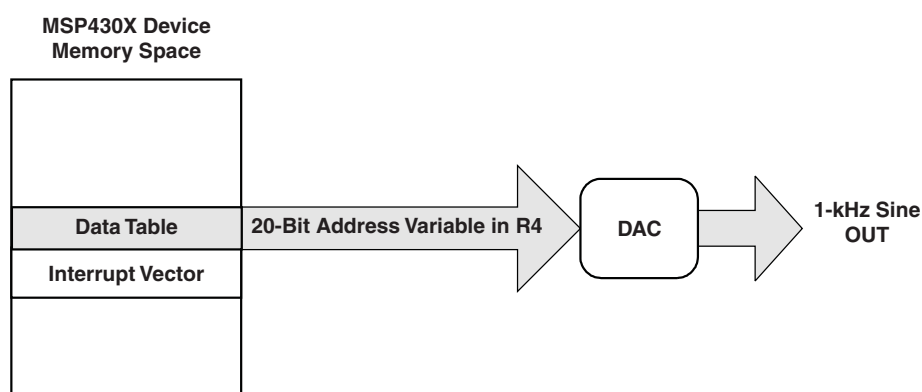 MSP430X Device
Memory Space
Data Table
20-Bit Address Variable in R4
DAC
1-kHz Sine
OUT
Interrupt Vector